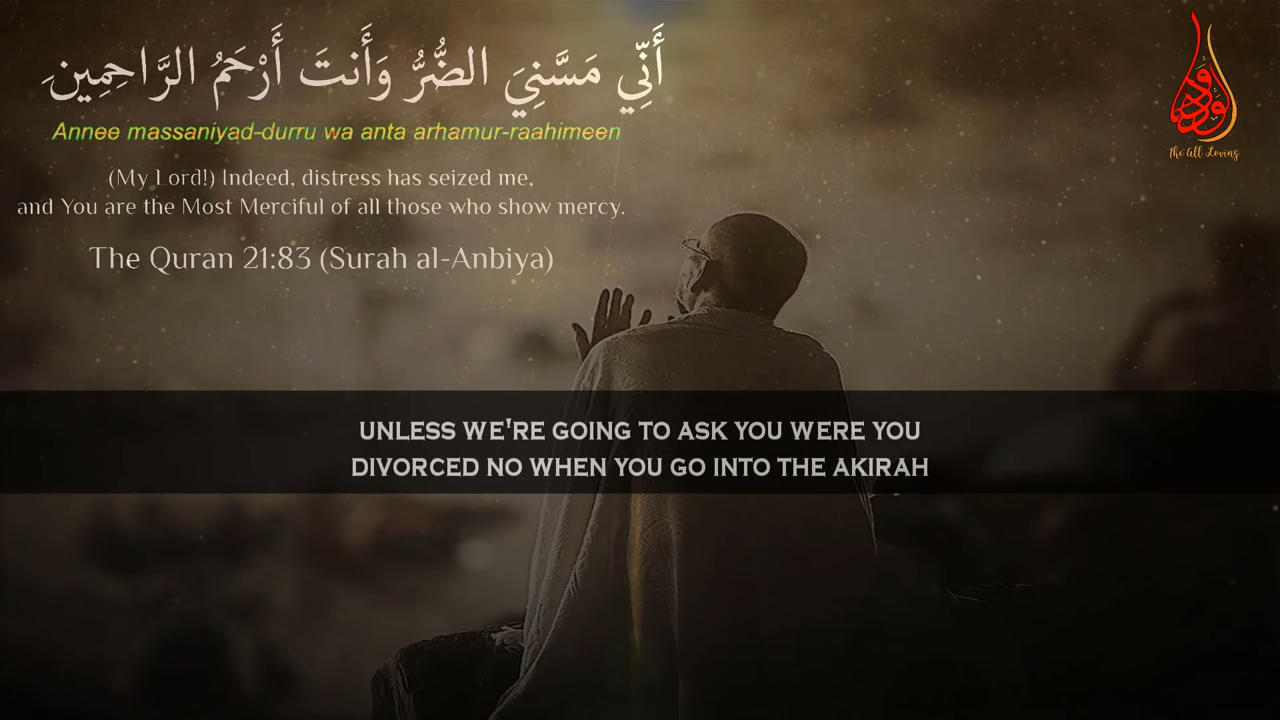 أَنِّي مَسَّنِيَ الضُّرُّ وَأَنتَ أَرْحَمُ الرَّاحِمِينَ
Annee massaniyad-durru wa anta arhamur-raahimeen
(My Lord!) Indeed, distress has seized me,
and You are the Most Merciful of all those who show mercy.
The Quran 21:83 (Surah al-Anbiya)
الودود
The All Loving
UNLESS WE'RE GOING TO ASK YOU WERE YOU
DIVORCED NO WHEN YOU GO INTO THE AKIRAH